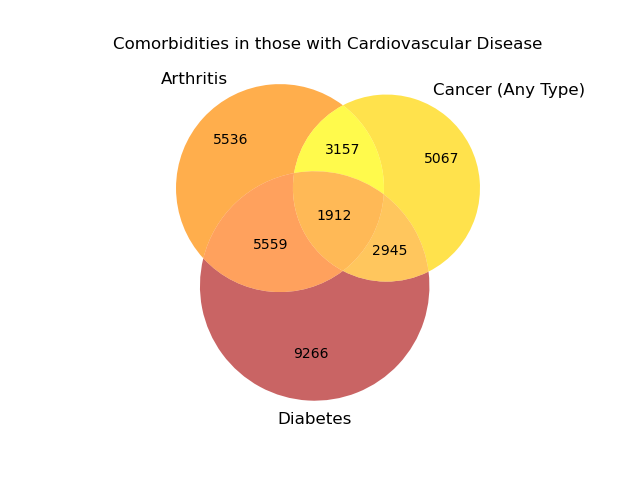 Comorbidities in those with Cardiovascular Disease
Arthritis
Cancer (Any Type)
5536
3157
5067
1912
5559
2945
9266
Diabetes